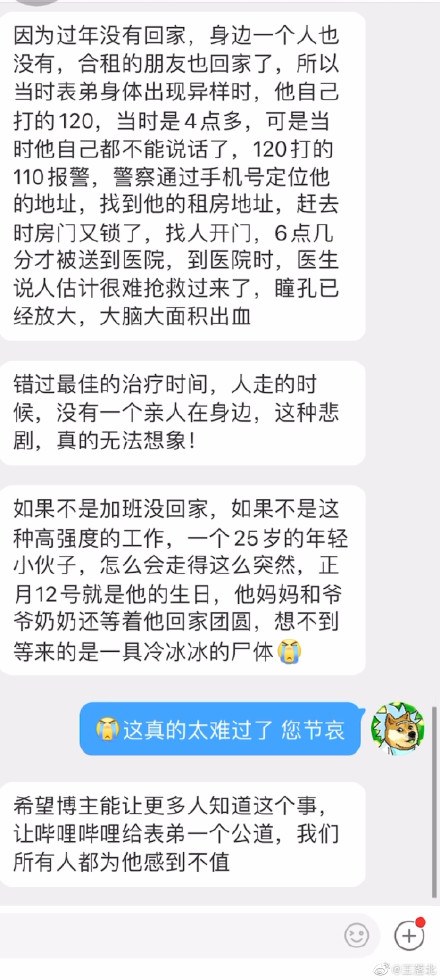 因为过年没有回家，身边一个人也
没有，合租的朋友也回家了，所以
当时表弟身体出现异样时，他自己
打的120，当时是4点多，可是当
时他自己都不能说话了，120打的
110报警，警察通过手机号定位他
的地址，找到他的租房地址，赶去
时房门又锁了，找人开门，6点几
分才被送到医院，到医院时，医生
说人估计很难抢救过来了，瞳孔已
经放大，大脑大面积出血
错过最佳的治疗时间，人走的时
候，没有一个亲人在身边，这种悲
剧，真的无法想象！
如果不是加班没回家，如果不是这
种高强度的工作，一个25岁的年轻
小伙子，怎么会走得这么突然，正
月12号就是他的生日，他妈妈和爷
爷奶奶还等着他回家团圆，想不到
等来的是一具冷冰冰的尸体😭
😭这真的太难过了 您节哀
希望博主能让更多人知道这个事，
让哔哩哔哩给表弟一个公道，我们
所有人都为他感到不值
@王落北